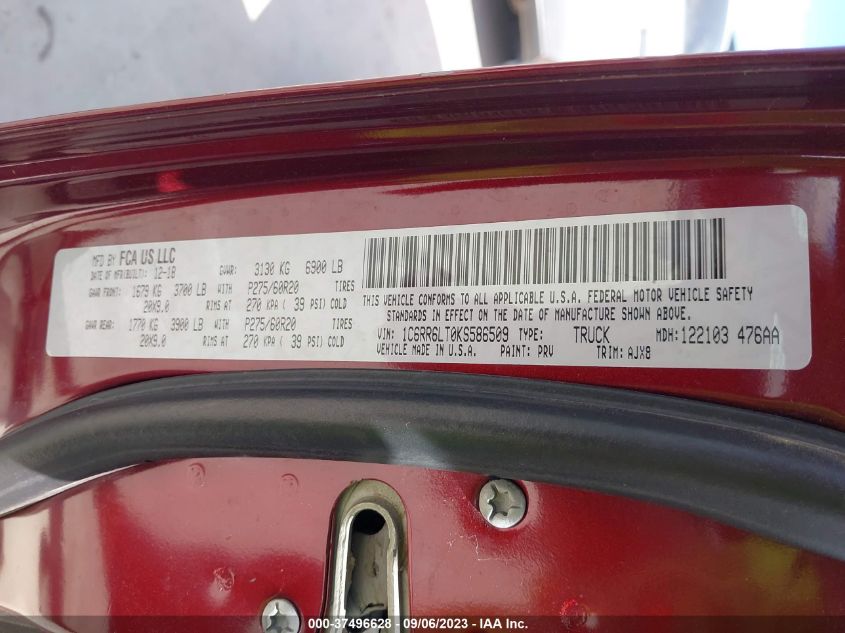 MFD BY FCA US LLC
DATE OF MFR(BUILT): 12-18 GVWR: 3130 KG 6900 LB
GAWR FRONT: 1679 KG 3700 LB WITH P275/60R20 TIRES
20X9.0 RIMS AT 270 KPA ( 39 PSI) COLD
GAWR REAR: 1770 KG 3900 LB WITH P275/60R20 TIRES
20X9.0 RIMS AT 270 KPA ( 39 PSI) COLD
THIS VEHICLE CONFORMS TO ALL APPLICABLE U.S.A. FEDERAL MOTOR VEHICLE SAFETY
STANDARDS IN EFFECT ON THE DATE OF MANUFACTURE SHOWN ABOVE.
VIN: 1C6RR6LT0KS586509 TYPE: TRUCK MDH: 122103 476AA
VEHICLE MADE IN U.S.A. PAINT: PRV TRIM: AJX8
000-37496628 - 09/06/2023 - IAA Inc.